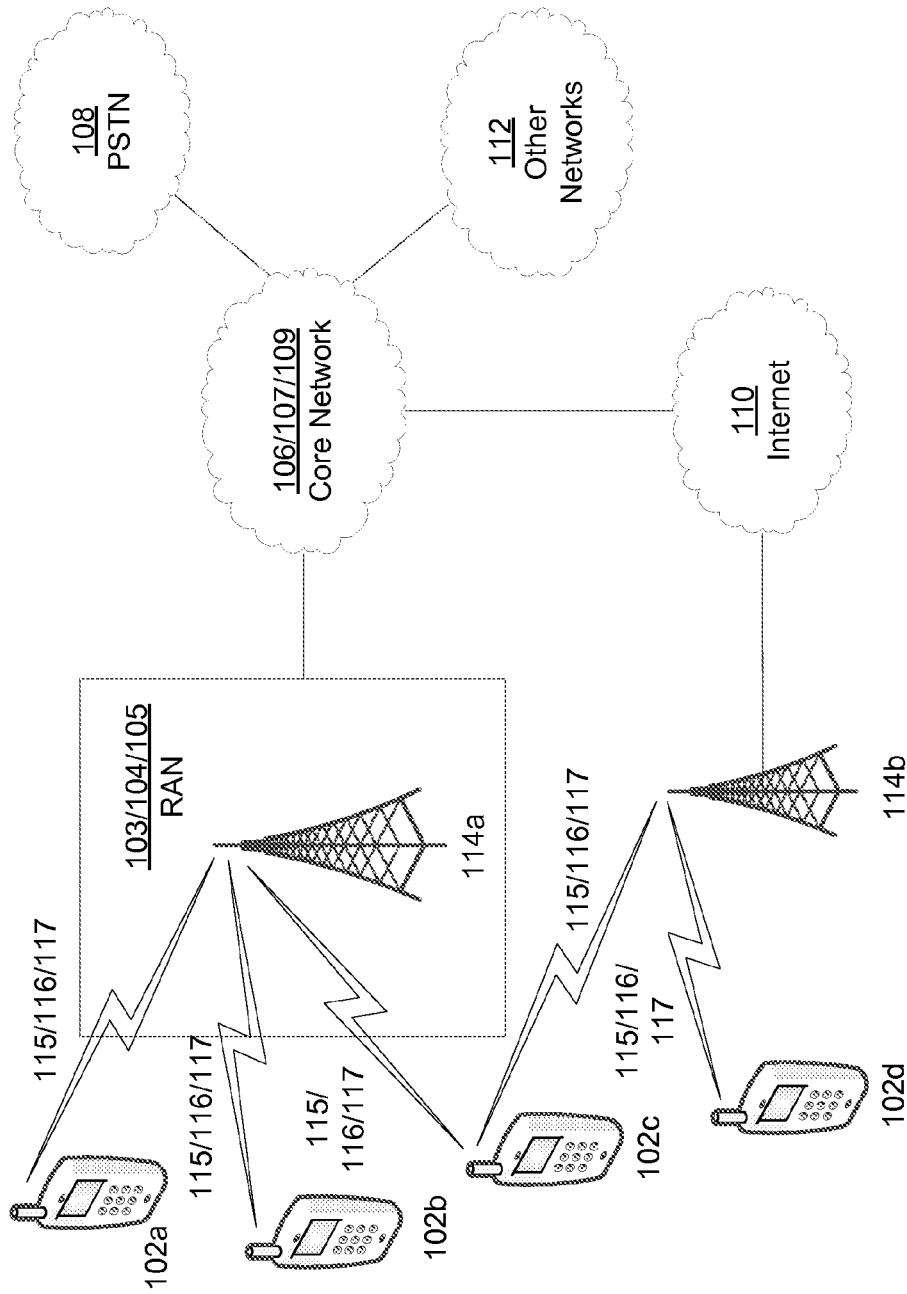 108
PSTN
112
Other
Networks
106/107/109
Core Network
110
Internet
103/104/105
RAN
114a
114b
115/116/117
115/116/117
115/
116/117
115/116/117
115/116/
117
102a
102b
102c
102d